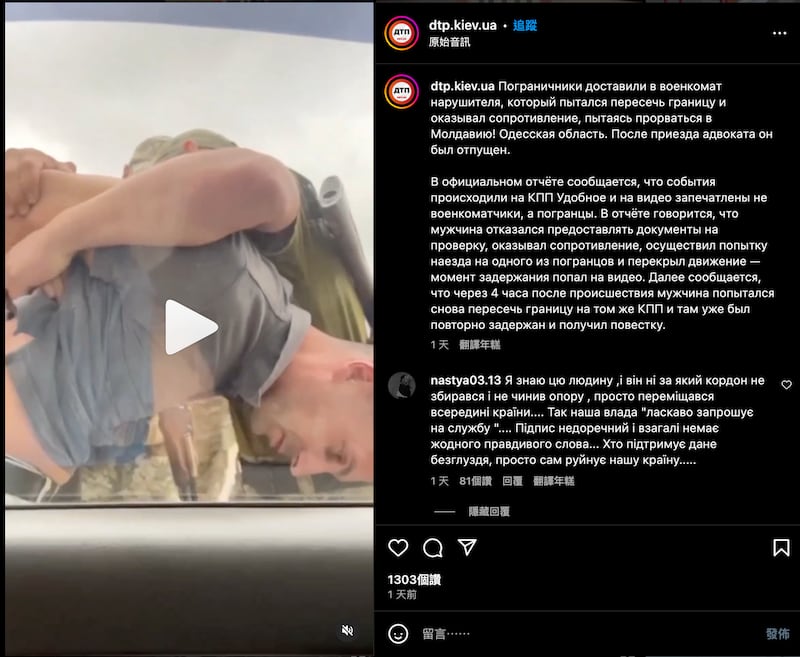 ДТП
dtp.kiev.ua • 追蹤
原始音訊
ДТП
dtp.kiev.ua Пограничники доставили в военкомат
нарушителя, который пытался пересечь границу и
оказывал сопротивление, пытаясь прорваться в
Молдавию! Одесская область. После приезда адвоката он
был отпущен.
В официальном отчёте сообщается, что события
происходили на КПП Удобное и на видео запечатлены не
военкоматчики, а погранцы. В отчёте говорится, что
мужчина отказался предоставлять документы на
проверку, оказывал сопротивление, осуществил попытку
наезда на одного из погранцов и перекрыл движение —
момент задержания попал на видео. Далее сообщается,
что через 4 часа после происшествия мужчина попытался
снова пересечь границу на том же КПП и там уже был
повторно задержан и получил повестку.
1 天 翻譯年糕
nastya03.13 Я знаю цю людину ,і він ні за який кордон не
збирався і не чинив опору , просто переміщався
всередині країни.... Так наша влада "ласкаво запрошує
на службу ".... Підпис недоречний і взагалі немає
жодного правдивого слова... Хто підтримує дане
безглуздя, просто сам руйнує нашу країну.....
1 天 81個讚 回覆 翻譯年糕
隱藏回覆
1303個讚
1 天前
留言⋯⋯
發佈